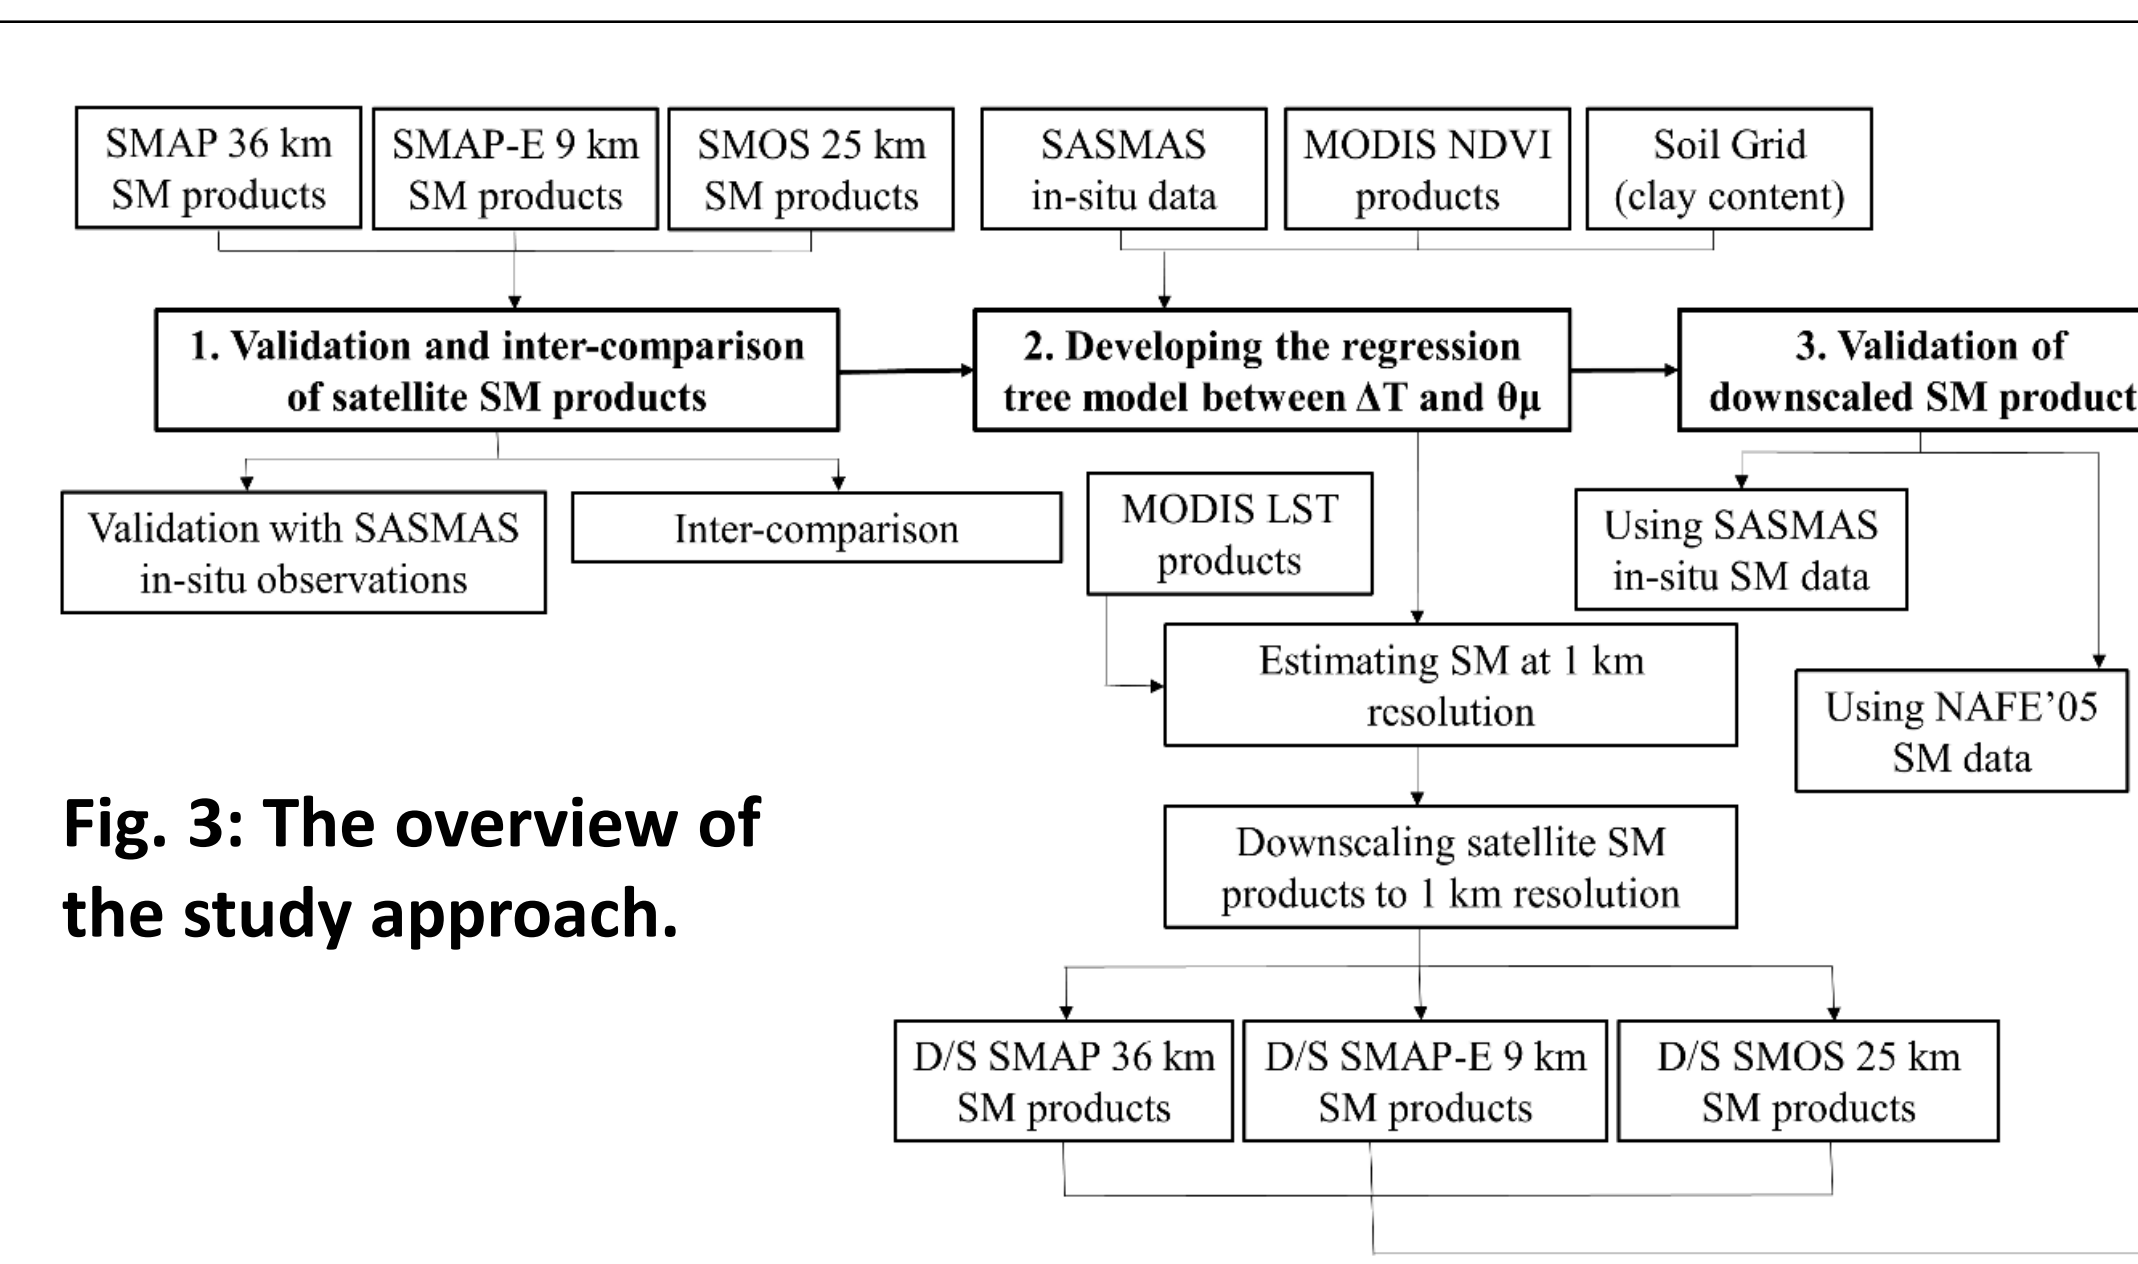 SMAP 36 km
SM products
SMAP-E 9 km
SM products
SMOS 25 km
SM products
SASMAS
in-situ data
MODIS NDVI
products
Soil Grid
(clay content)
1. Validation and inter-comparison
of satellite SM products
2. Developing the regression
tree model between ΔT and θμ
3. Validation of
downscaled SM product
Validation with SASMAS
in-situ observations
Inter-comparison
MODIS LST
products
Using SASMAS
in-situ SM data
Estimating SM at 1 km
resolution
Using NAFE’05
SM data
Fig. 3: The overview of
the study approach.
Downscaling satellite SM
products to 1 km resolution
D/S SMAP 36 km
SM products
D/S SMAP-E 9 km
SM products
D/S SMOS 25 km
SM products